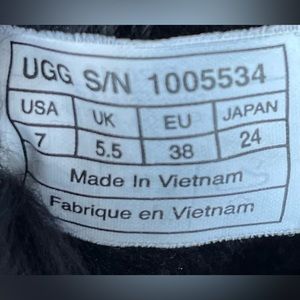 UGG S/N 1005534
USA UK EU JAPAN
7 5.5 38 24
Made In Vietnam
Fabrique en Vietnam